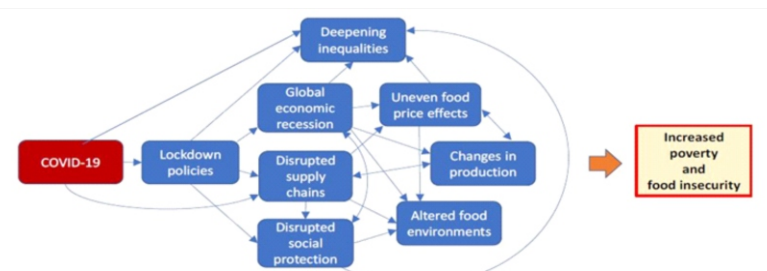 Deepening
inequalities
Global
economic
recession
Uneven food
price effects
COVID-19
Lockdown
policies
Disrupted
supply
chains
Changes in
production
Altered food
environments
Disrupted
social
protection
Increased
poverty
and
food insecurity